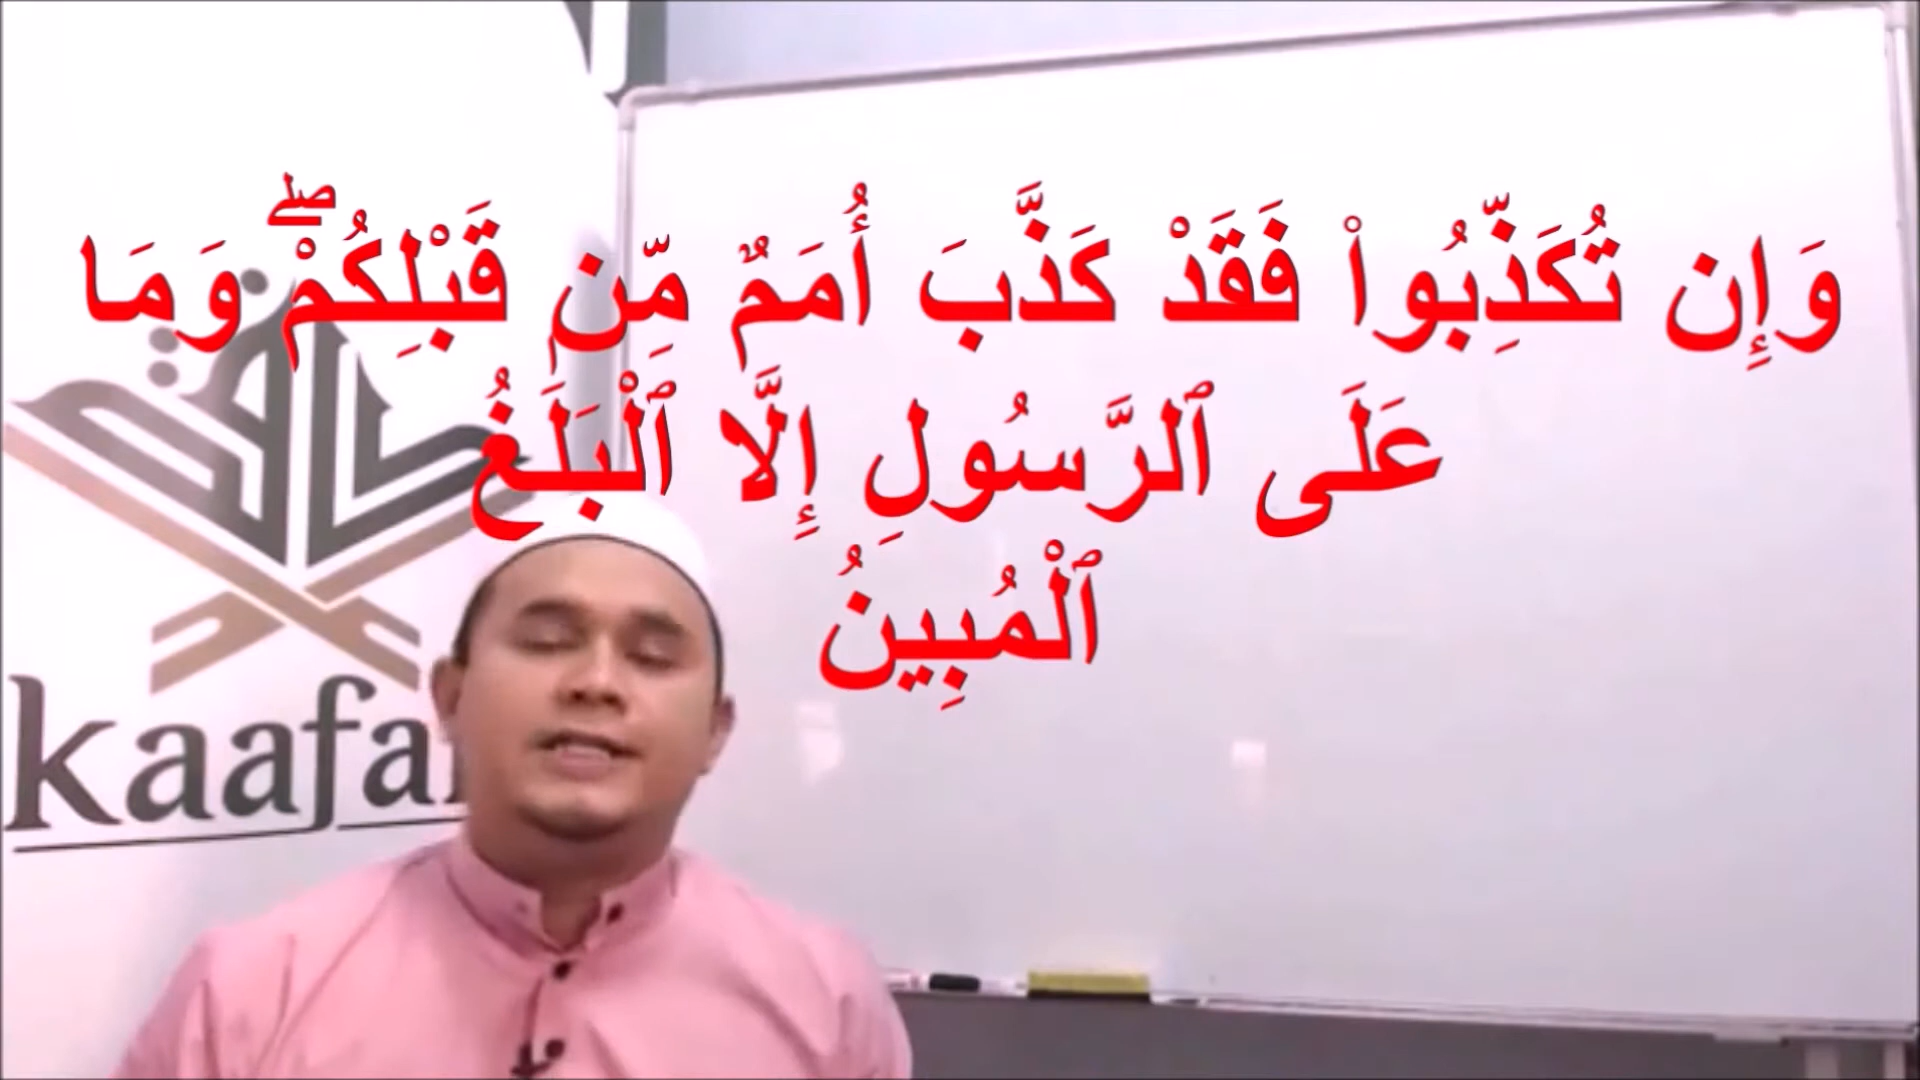 وَإِن تُكَذِّبُوا۟ فَقَدْ كَذَّبَ أُمَمٌ مِّن قَبْلِكُمْ ۖ وَمَا
عَلَى ٱلرَّسُولِ إِلَّا ٱلْبَلَغُ
ٱلْمُبِينُ
kaafa